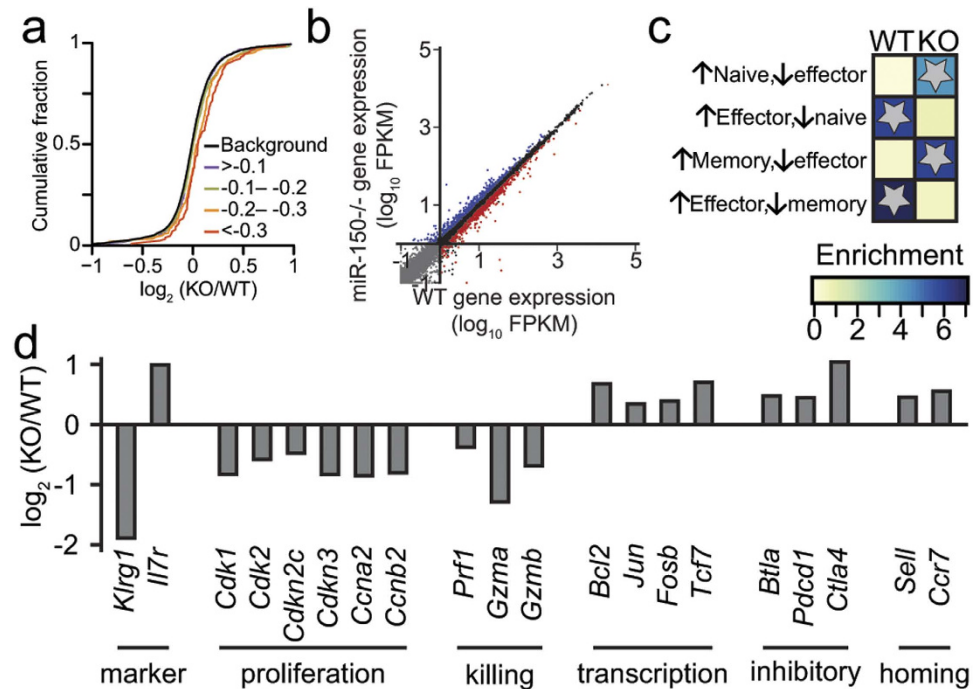 a
Cumulative fraction
1
0.5
0
-1
-0.5
0
0.5
1
log2 (KO/WT)
Background
>-0.1
-0.1– -0.2
-0.2– -0.3
<-0.3
b
miR-150-/- gene expression
(log10 FPKM)
5
3
1
-1
-1
1
3
5
WT gene expression
(log10 FPKM)
c
WT KO
↑Naive,↓effector
↑Effector,↓naive
↑Memory,↓effector
↑Effector,↓memory
Enrichment
0 2 4 6
d
log2 (KO/WT)
1
0
-1
-2
Klrg1
Il7r
Cdk1
Cdk2
Cdkn2c
Cdkn3
Ccna2
Ccnb2
Prf1
Gzma
Gzmb
Bcl2
Jun
Fosb
Tcf7
Btla
Pdcd1
Ctla4
Sell
Ccr7
marker
proliferation
killing
transcription
inhibitory
homing